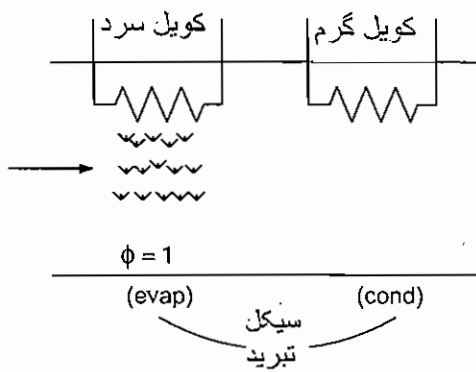 کویل سرد
کویل گرم
ϕ = 1
(evap)
(cond)
سیکل
تبرید